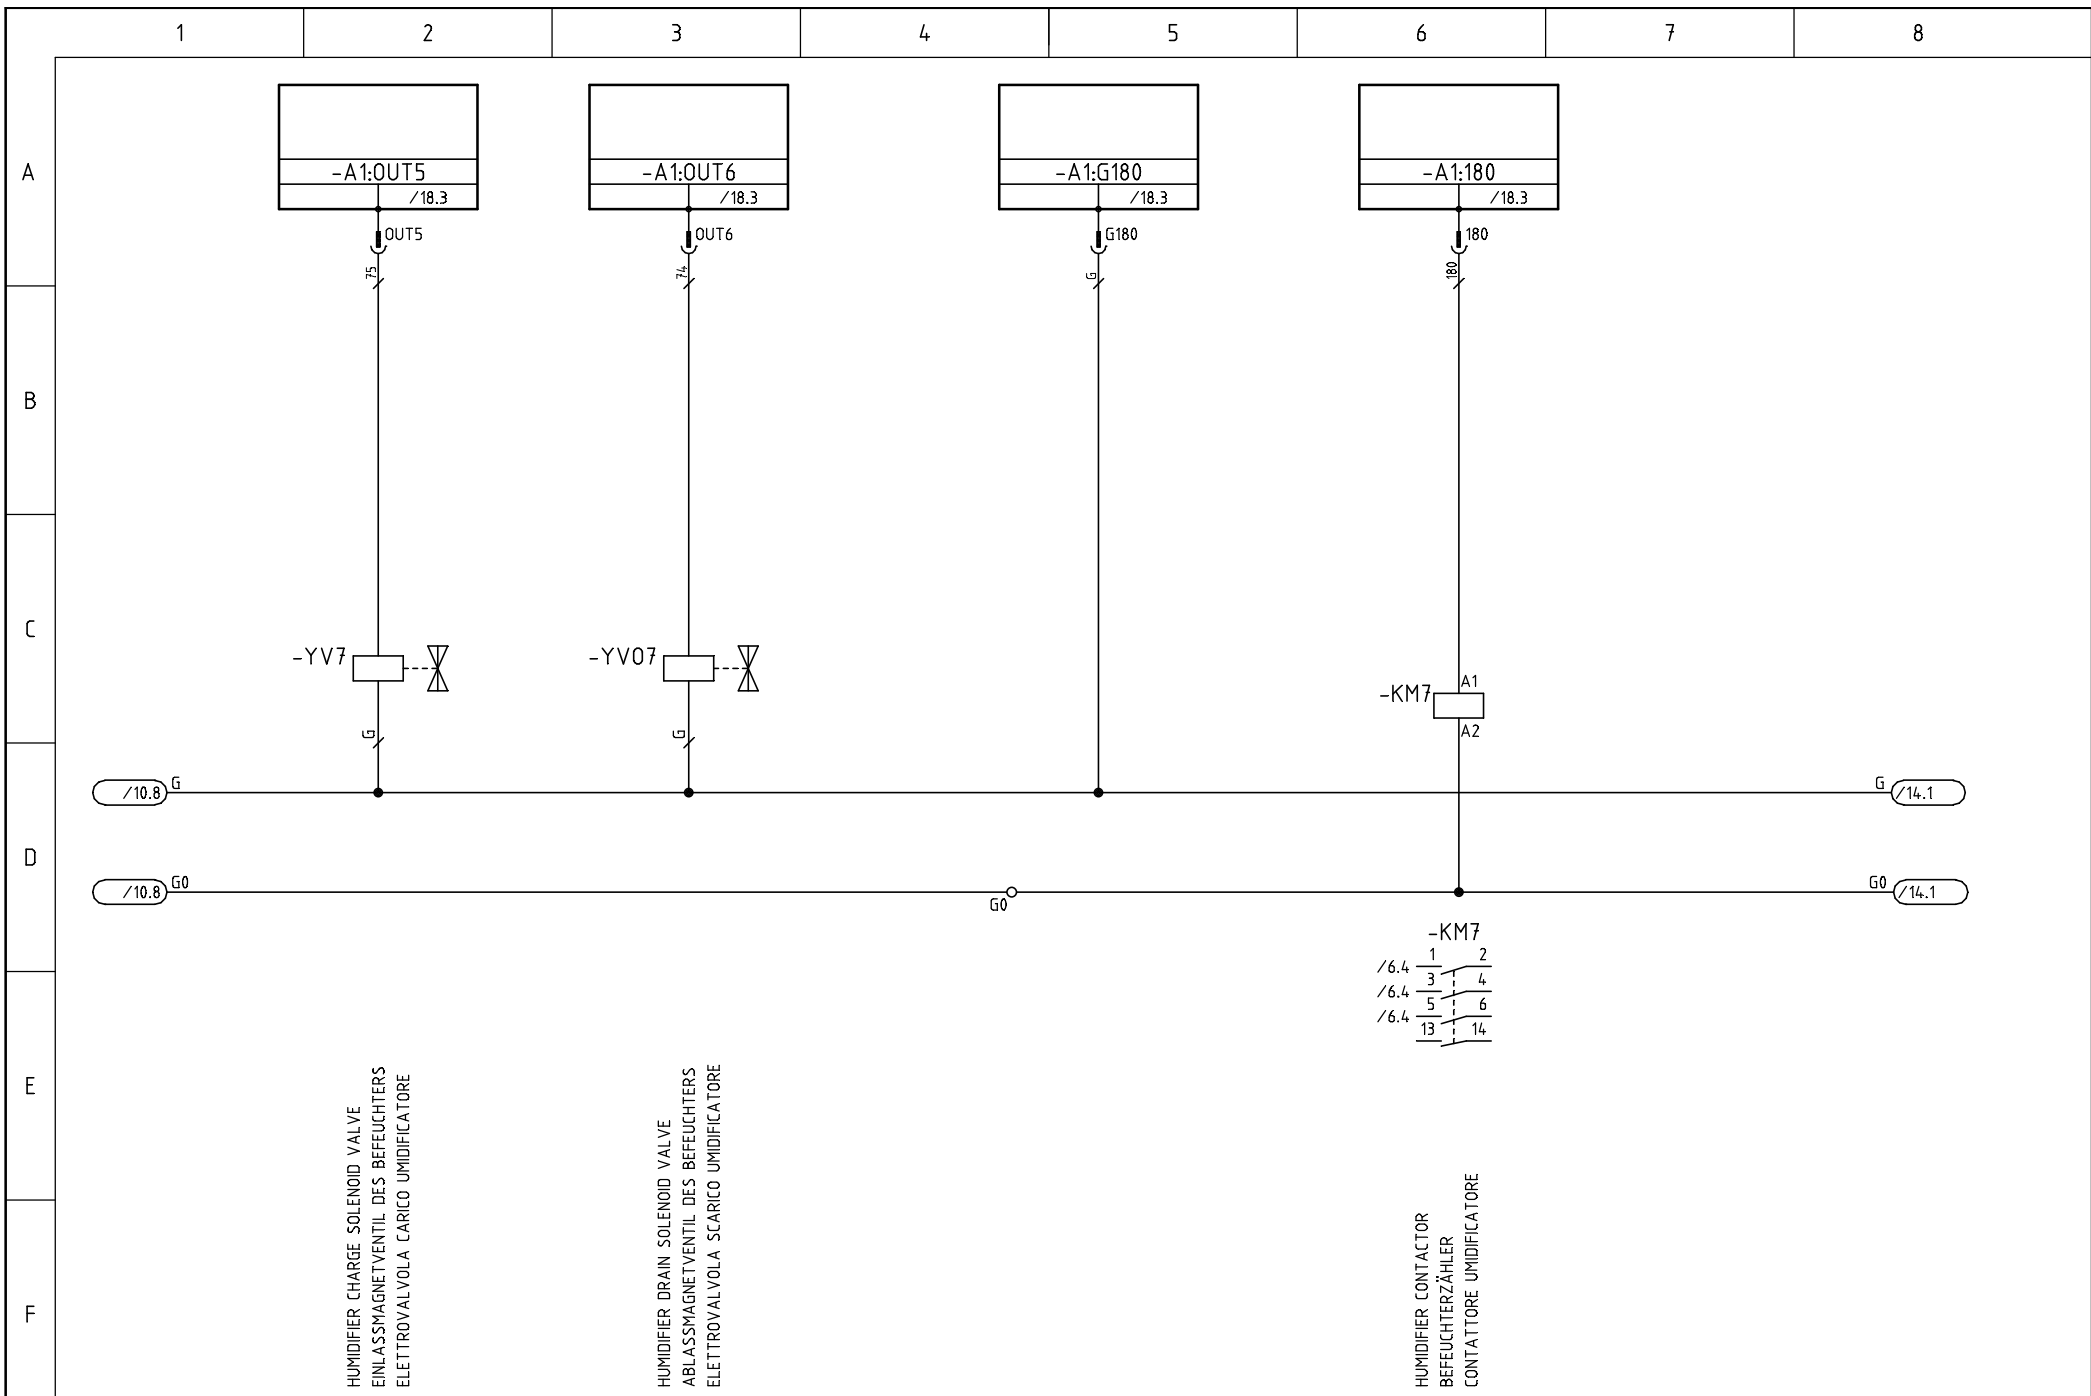 1 2 3 4 5 6 7 8
A
-A1:OUT5 -A1:OUT6 -A1:G180 -A1:180
/18.3 /18.3 /18.3 /18.3
OUT5 OUT6 G180 180
75 74 G 180
B
C
-YV7 -YV07
-KM7 A1
A2
G G
/10.8 G G /14.1
D
/10.8 G0 G0 G0 /14.1
-KM7
/6.4 1 2
/6.4 3 4
/6.4 5 6
13 14
E
HUMIDIFIER CHARGE SOLENOID VALVE
EINLASSMAGNETVENTIL DES BEFEUCHTERS
ELETTROVALVOLA CARICO UMIDIFICATORE
HUMIDIFIER DRAIN SOLENOID VALVE
ABLASSMAGNETVENTIL DES BEFEUCHTERS
ELETTROVALVOLA SCARICO UMIDIFICATORE
HUMIDIFIER CONTACTOR
BEFEUCHTERZÄHLER
CONTATTORE UMIDIFICATORE
F